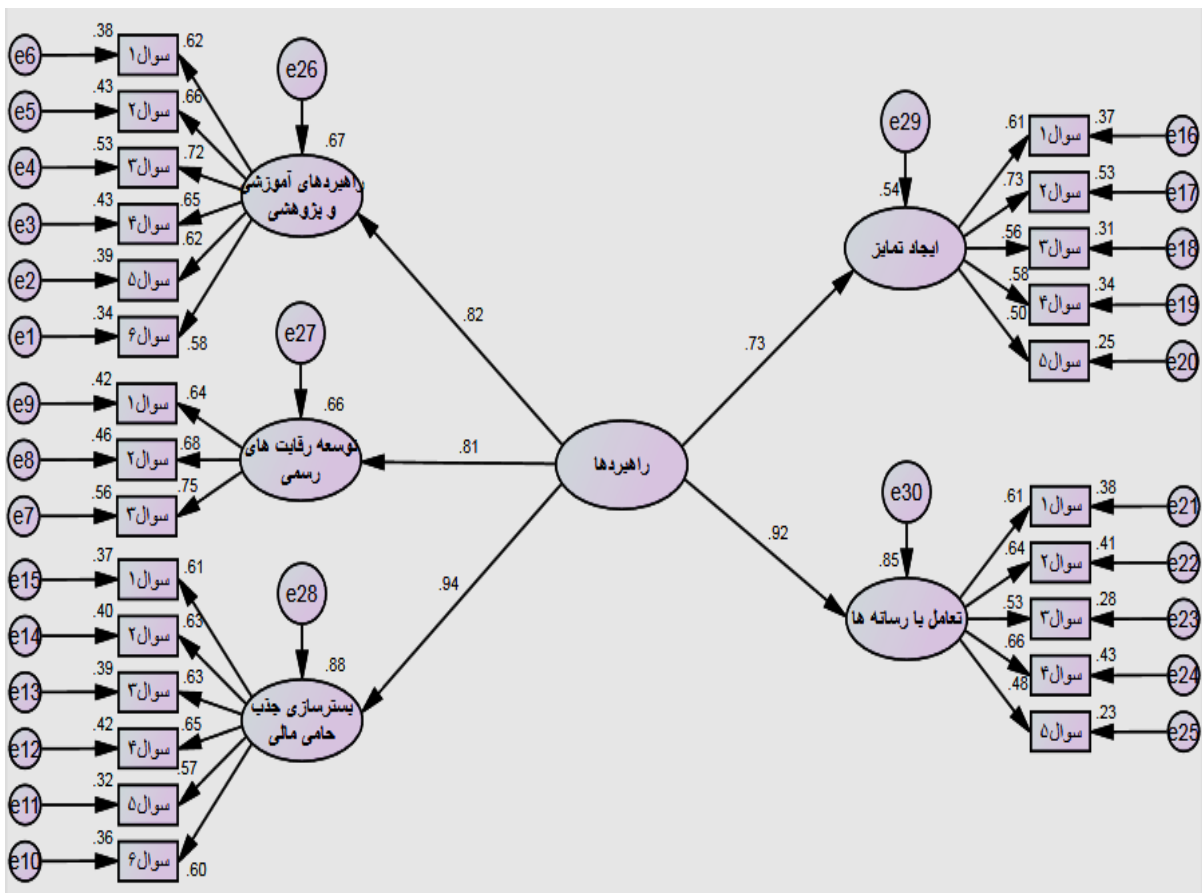 e6
.38
سوال۱
.62
e5
.43
سوال۲
.66
e4
.53
سوال۳
.72
e3
.43
سوال۴
.65
e2
.39
سوال۵
.62
e1
.34
سوال۶
.58
e26
.67
راهبردهای آموزشی
و پژوهشی
.82
e9
.42
سوال۱
.64
e8
.46
سوال۲
.68
e7
.56
سوال۳
.75
e27
.66
توسعه رقابت های
رسمی
.81
e15
.37
سوال۱
.61
e14
.40
سوال۲
.63
e13
.39
سوال۳
.63
e12
.42
سوال۴
.65
e11
.32
سوال۵
.57
e10
.36
سوال۶
.60
e28
.88
بسترسازی جذب
حامی مالی
.94
راهبردها
e29
.54
ایجاد تمایز
.73
.61
سوال۱
.37
e16
.73
سوال۲
.53
e17
.56
سوال۳
.31
e18
.58
سوال۴
.34
e19
.50
سوال۵
.25
e20
e30
.85
تعامل با رسانه ها
.92
.61
سوال۱
.38
e21
.64
سوال۲
.41
e22
.53
سوال۳
.28
e23
.66
سوال۴
.43
e24
.48
سوال۵
.23
e25